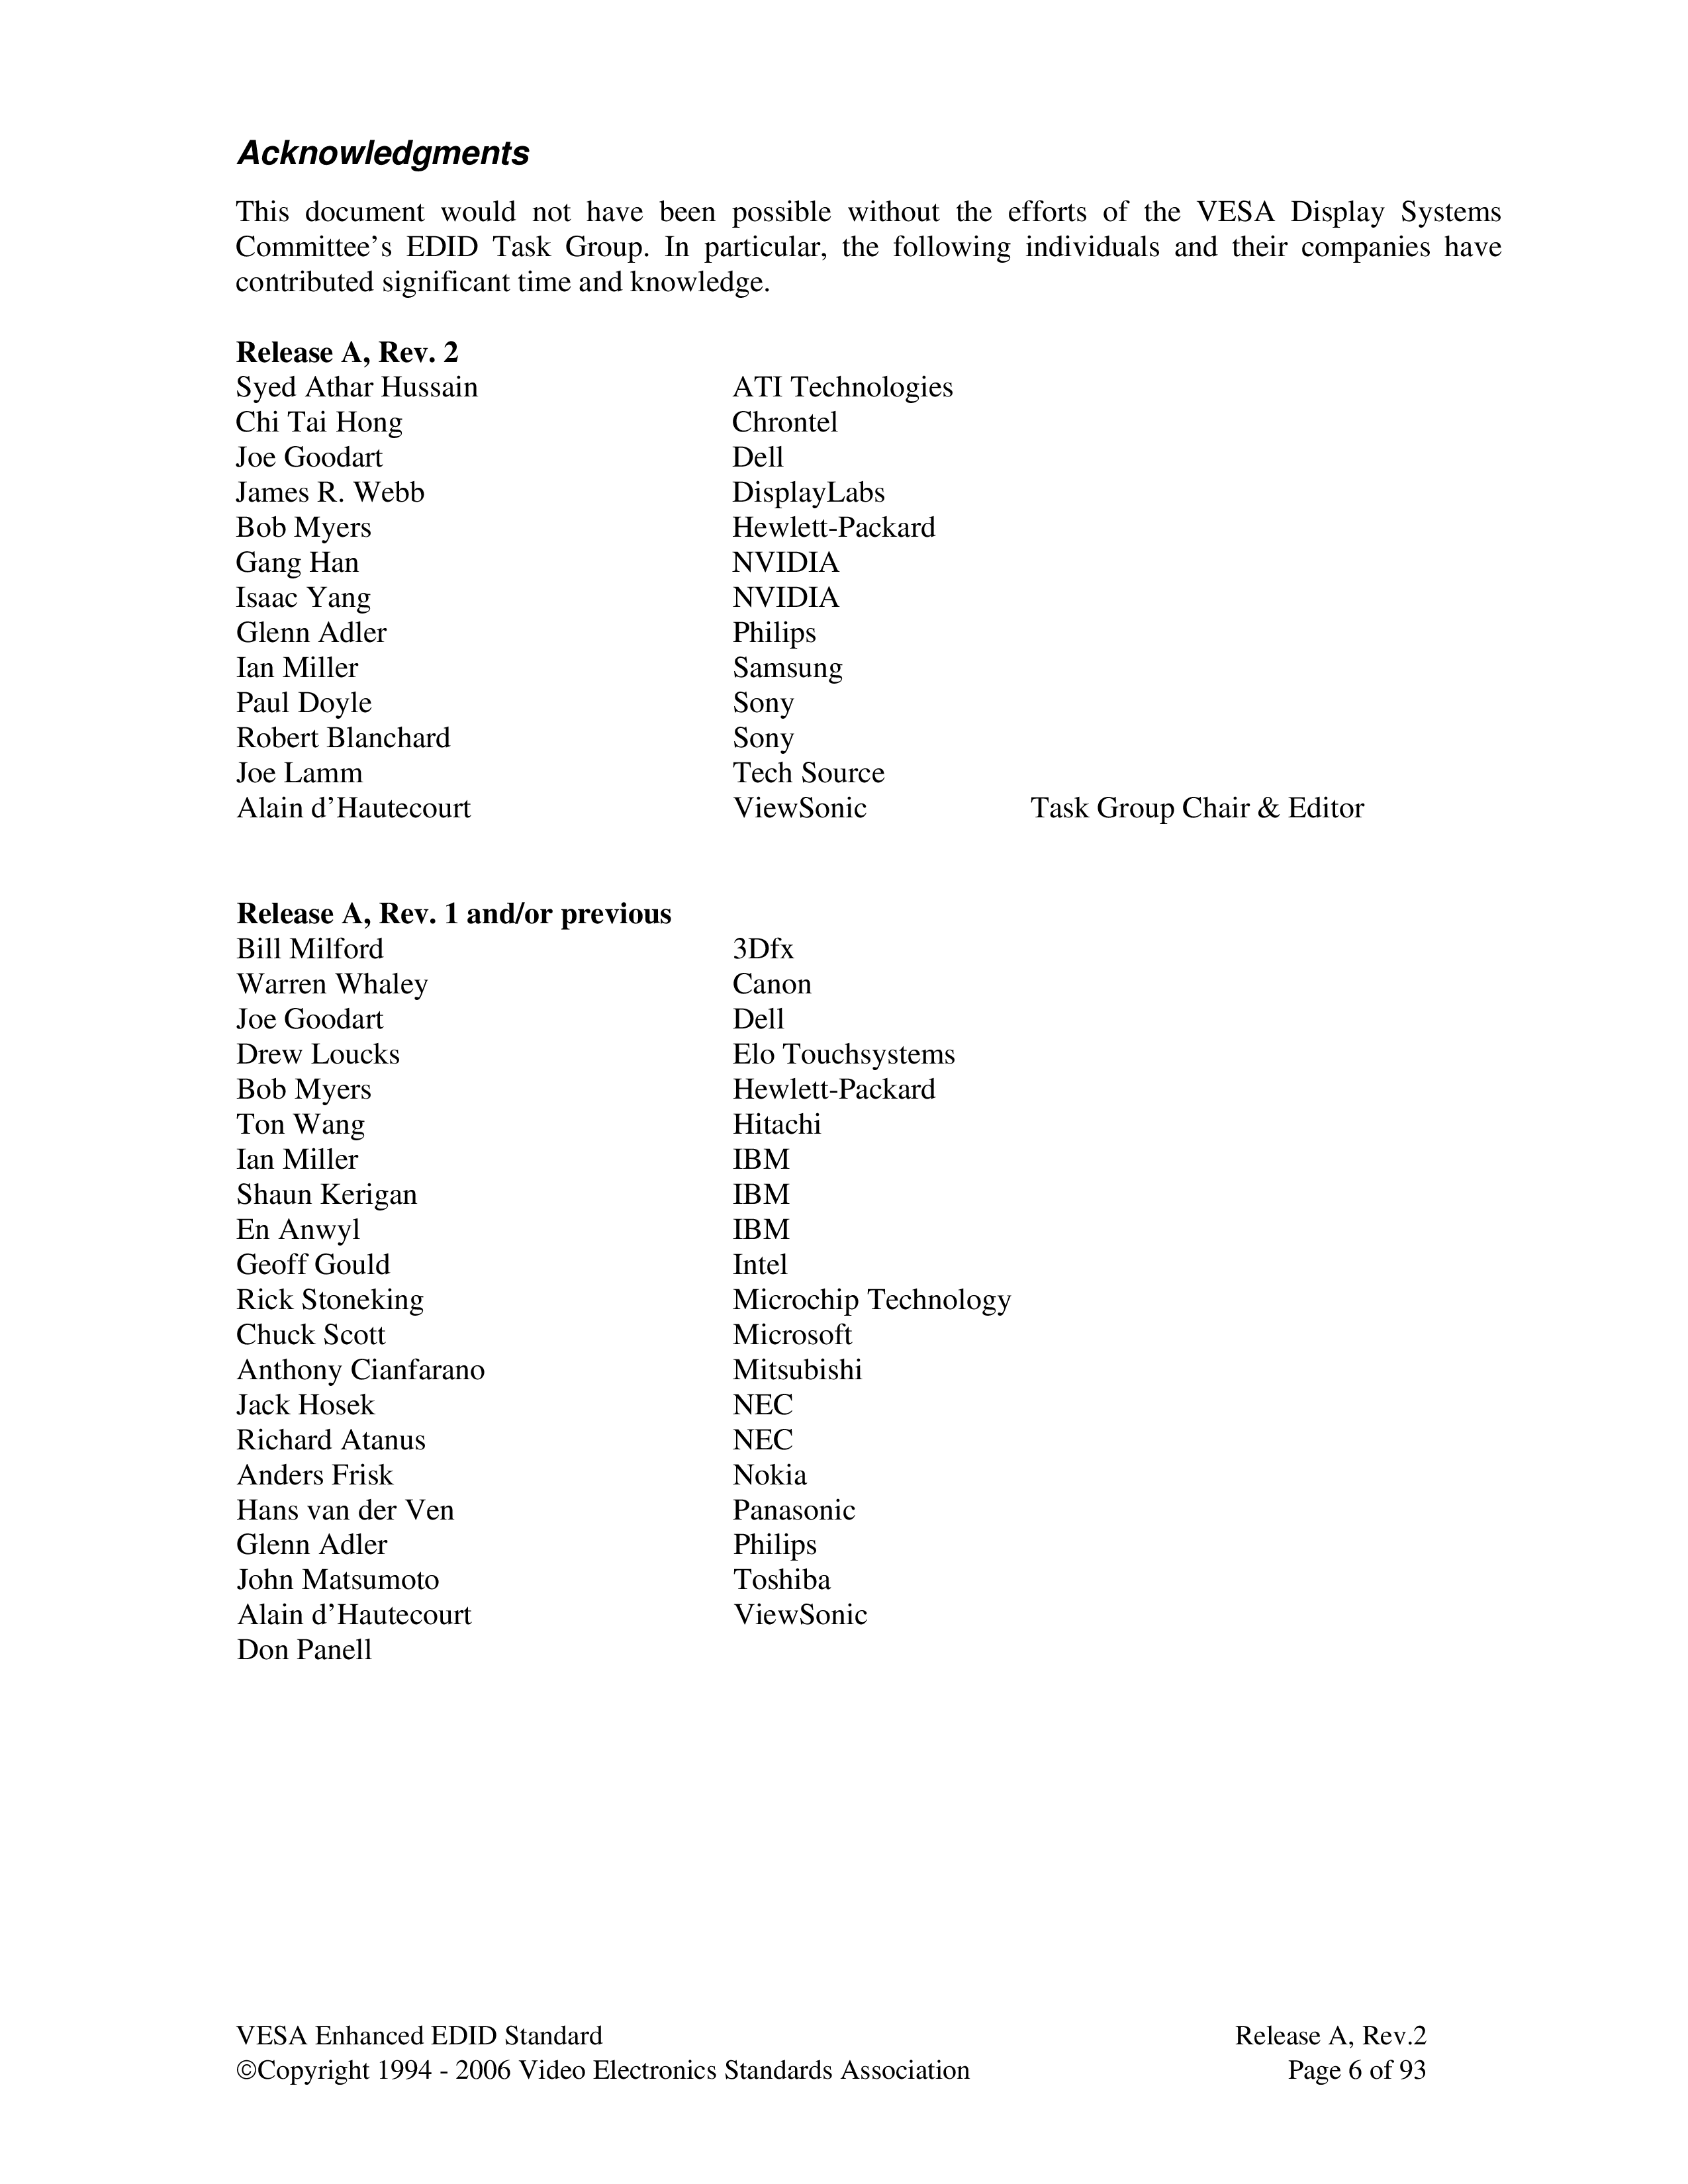 Acknowledgments
This document would not have been possible without the efforts of the VESA Display Systems
Committee’s EDID Task Group. In particular, the following individuals and their companies have
contributed significant time and knowledge.
Release A, Rev. 2
Syed Athar Hussain ATI Technologies
Chi Tai Hong Chrontel
Joe Goodart Dell
James R. Webb DisplayLabs
Bob Myers Hewlett-Packard
Gang Han NVIDIA
Isaac Yang NVIDIA
Glenn Adler Philips
Ian Miller Samsung
Paul Doyle Sony
Robert Blanchard Sony
Joe Lamm Tech Source
Alain d’Hautecourt ViewSonic Task Group Chair & Editor
Release A, Rev. 1 and/or previous
Bill Milford 3Dfx
Warren Whaley Canon
Joe Goodart Dell
Drew Loucks Elo Touchsystems
Bob Myers Hewlett-Packard
Ton Wang Hitachi
Ian Miller IBM
Shaun Kerigan IBM
En Anwyl IBM
Geoff Gould Intel
Rick Stoneking Microchip Technology
Chuck Scott Microsoft
Anthony Cianfarano Mitsubishi
Jack Hosek NEC
Richard Atanus NEC
Anders Frisk Nokia
Hans van der Ven Panasonic
Glenn Adler Philips
John Matsumoto Toshiba
Alain d’Hautecourt ViewSonic
Don Panell
VESA Enhanced EDID Standard Release A, Rev.2
©Copyright 1994 - 2006 Video Electronics Standards Association Page 6 of 93